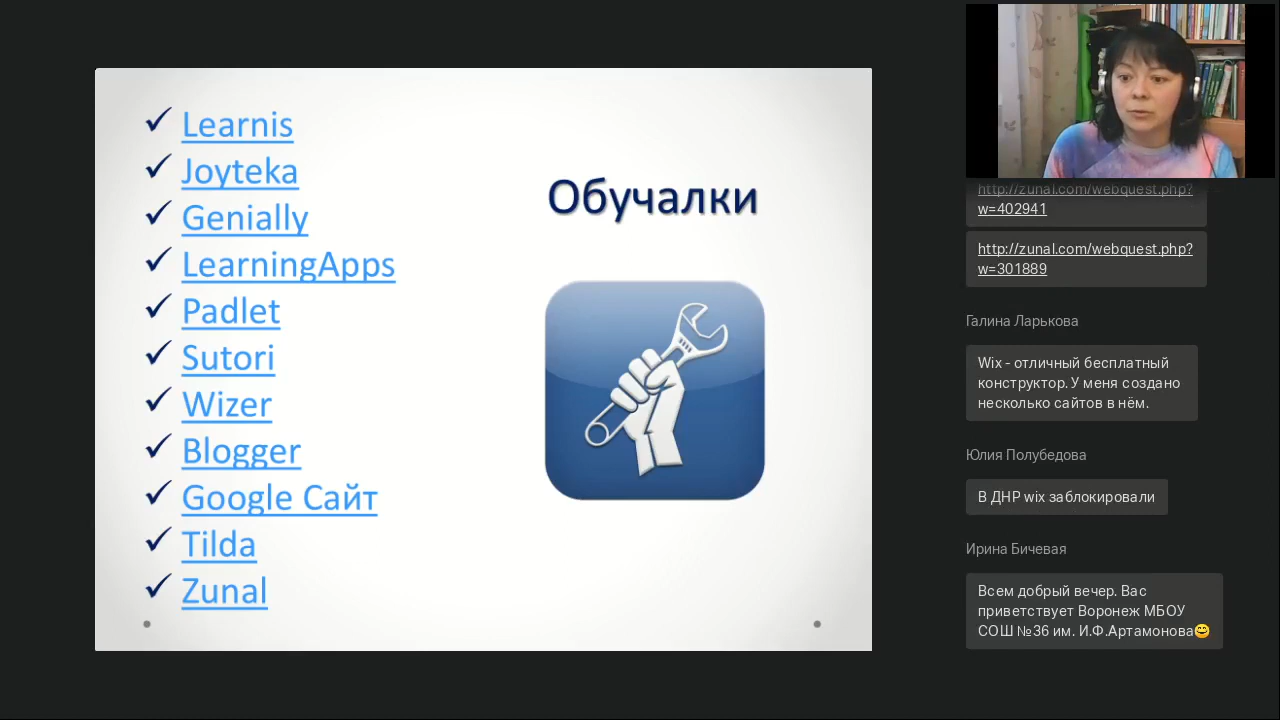 Learnis
Joyteka
Genially
LearningApps
Padlet
Sutori
Wizer
Blogger
Google Сайт
Tilda
Zunal
Обучалки
http://zunal.com/webquest.php?
w=402941
http://zunal.com/webquest.php?
w=301889
Галина Ларькова
Wix - отличный бесплатный
конструктор. У меня создано
несколько сайтов в нём.
Юлия Полубедова
В ДНР wix заблокировали
Ирина Бичевая
Всем добрый вечер. Вас
приветствует Воронеж МБОУ
СОШ №36 им. И.Ф.Артамонова😊